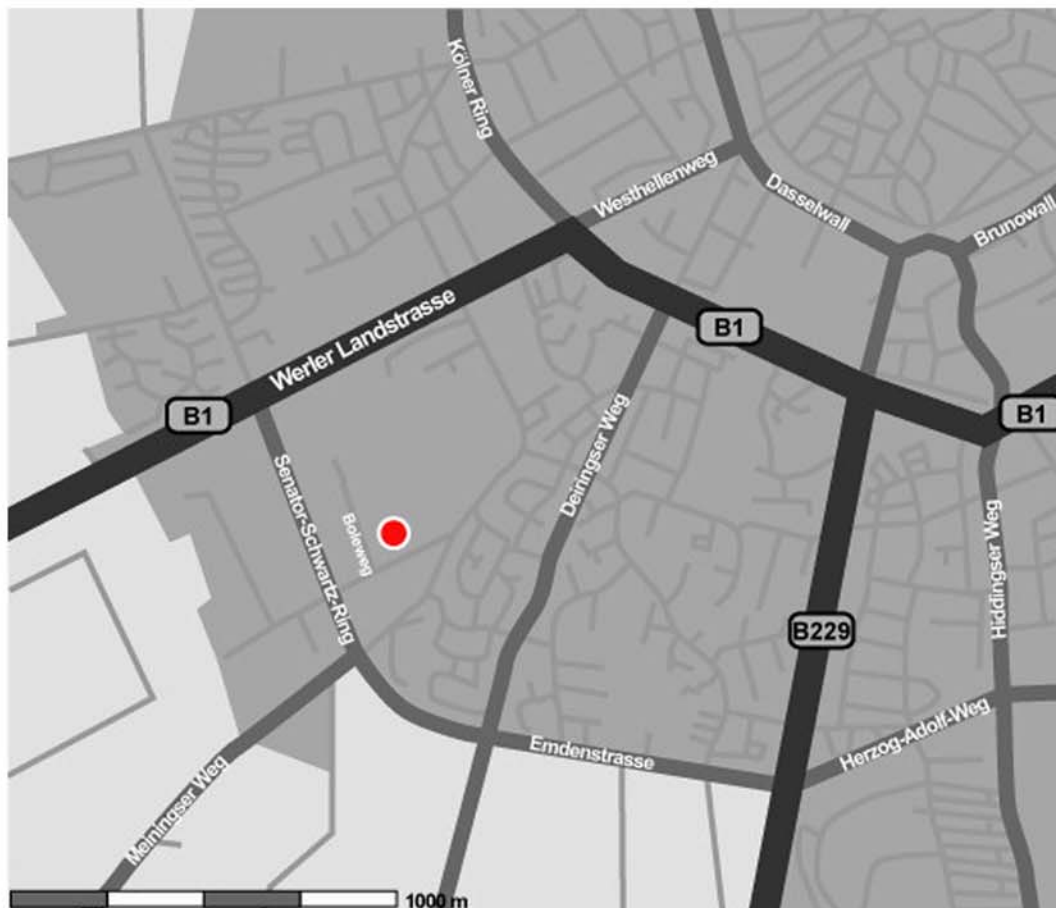 Kölner Ring
Westhellenweg
Dasselwall
Brunowall
Werler Landstrasse
B1
B1
B1
Deiringser Weg
Senator-Schwartz-Ring
Boleweg
Hiddingser Weg
B229
Herzog-Adolf-Weg
Emdenstrasse
Meiningser Weg
1000 m